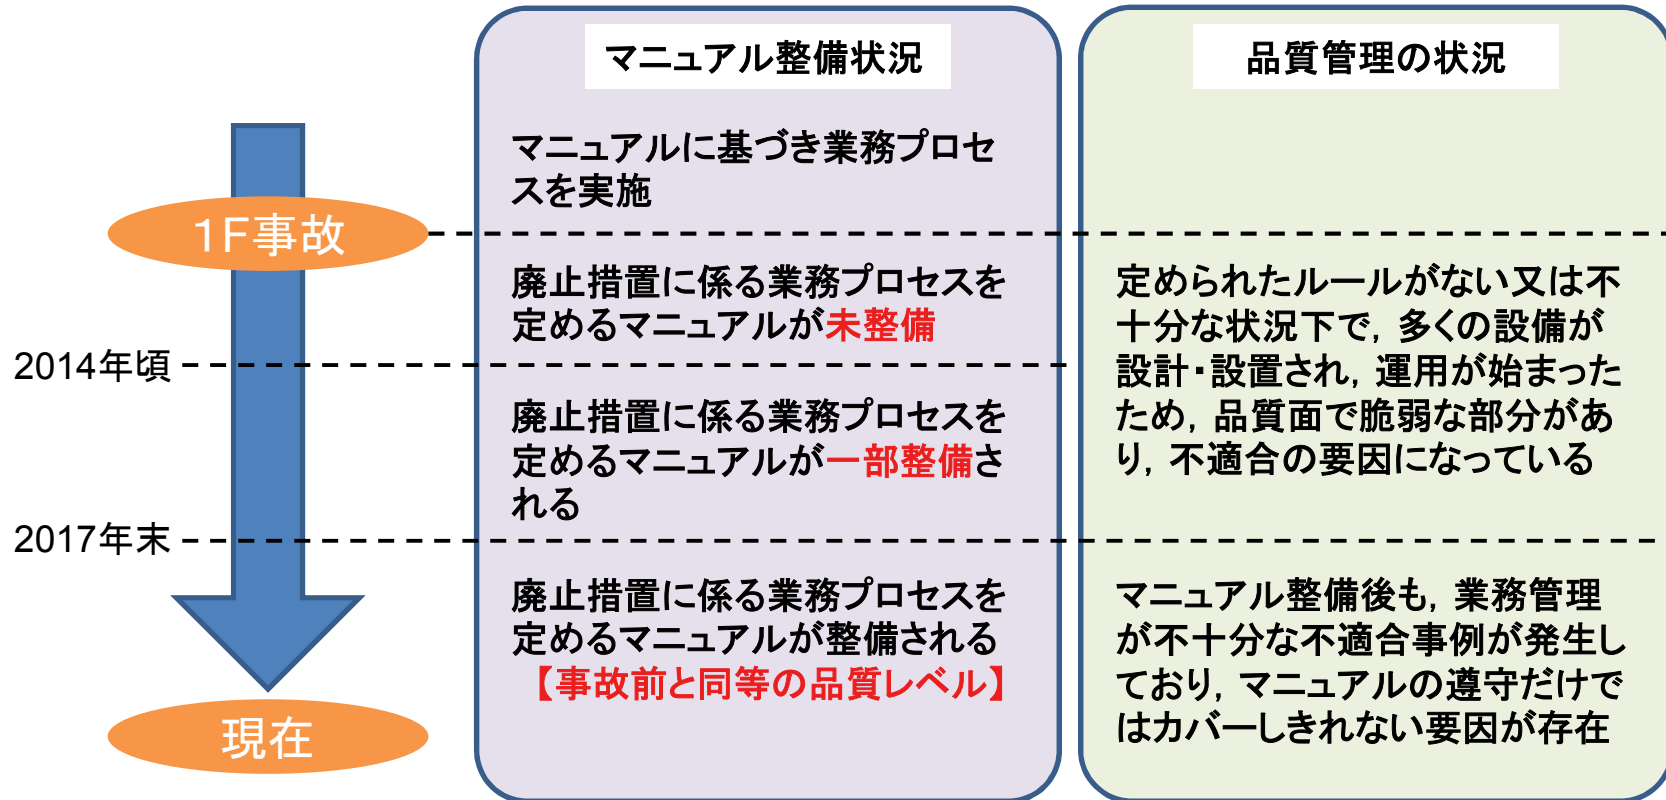 マニュアル整備状況
品質管理の状況
マニュアルに基づき業務プロセ
スを実施
1F事故
廃止措置に係る業務プロセスを
定めるマニュアルが未整備
定められたルールがない又は不
十分な状況下で，多くの設備が
設計・設置され，運用が始まった
ため，品質面で脆弱な部分があ
り，不適合の要因になっている
2014年頃
廃止措置に係る業務プロセスを
定めるマニュアルが一部整備さ
れる
2017年末
廃止措置に係る業務プロセスを
定めるマニュアルが整備される
【事故前と同等の品質レベル】
マニュアル整備後も，業務管理
が不十分な不適合事例が発生し
ており，マニュアルの遵守だけで
はカバーしきれない要因が存在
現在